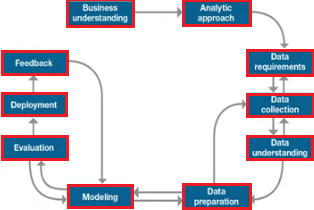 Business
understanding
Analytic
approach
Data
requirements
Data
collection
Data
understanding
Data
preparation
Modeling
Evaluation
Deployment
Feedback